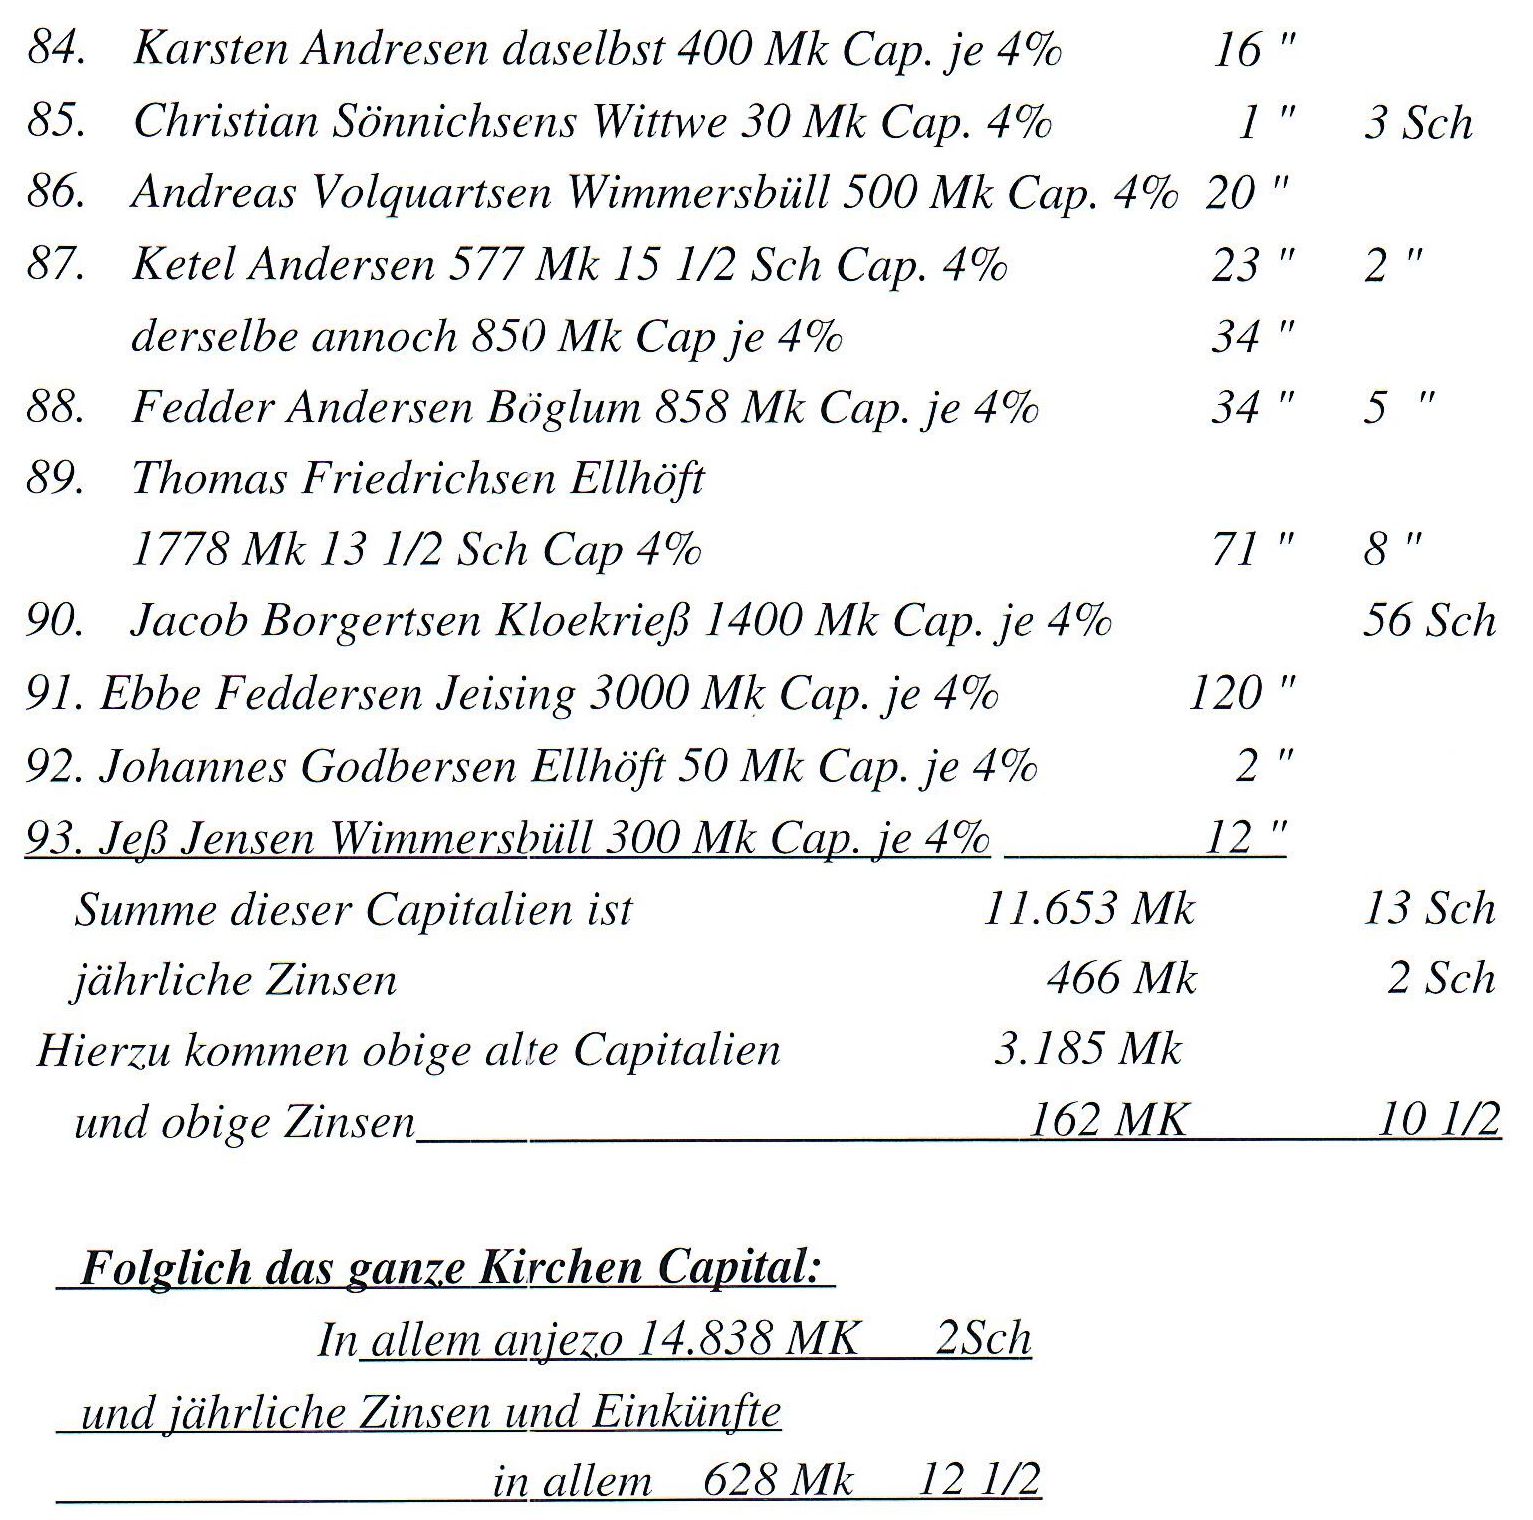 84. Karsten Andresen daselbst 400 Mk Cap. je 4% 16 "
85. Christian Sönnichsens Wittwe 30 Mk Cap. 4% 1 " 3 Sch
86. Andreas Volquartsen Wimmersbüll 500 Mk Cap. 4% 20 "
87. Ketel Andersen 577 Mk 15 1/2 Sch Cap. 4% 23 " 2 "
derselbe annoch 850 Mk Cap je 4% 34 "
88. Fedder Andersen Böglum 858 Mk Cap. je 4% 34 " 5 "
89. Thomas Friedrichsen Ellhöft
1778 Mk 13 1/2 Sch Cap 4% 71 " 8 "
90. Jacob Borgertsen Kloekrieß 1400 Mk Cap. je 4% 56 Sch
91. Ebbe Feddersen Jeising 3000 Mk Cap. je 4% 120 "
92. Johannes Godbersen Ellhöft 50 Mk Cap. je 4% 2 "
93. Jeß Jensen Wimmersbüll 300 Mk Cap. je 4% 12 "
Summe dieser Capitalien ist 11.653 Mk 13 Sch
jährliche Zinsen 466 Mk 2 Sch
Hierzu kommen obige alte Capitalien 3.185 Mk
und obige Zinsen 162 MK 10 1/2
Folglich das ganze Kirchen Capital:
In allem anjezo 14.838 MK 2Sch
und jährliche Zinsen und Einkünfte
in allem 628 Mk 12 1/2